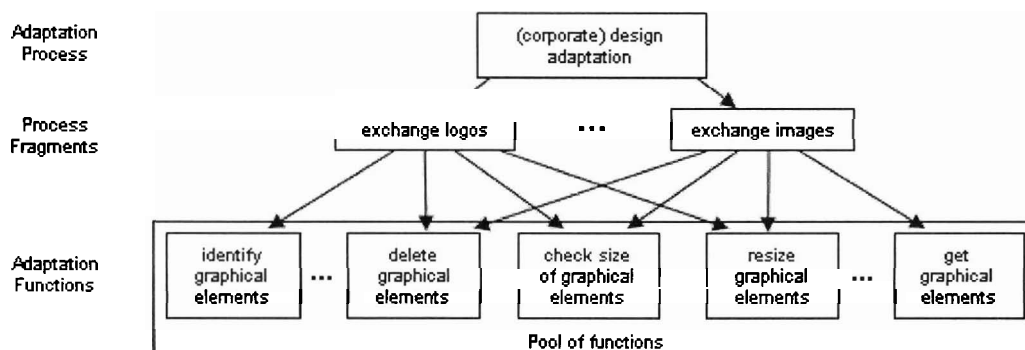 Adaptation
Process
(corporate) design
adaptation
Process
Fragments
exchange logos
...
exchange images
Adaptation
Functions
identify
graphical
elements
...
delete
graphical
elements
check size
of graphical
elements
resize
graphical
elements
...
get
graphical
elements
Pool of functions